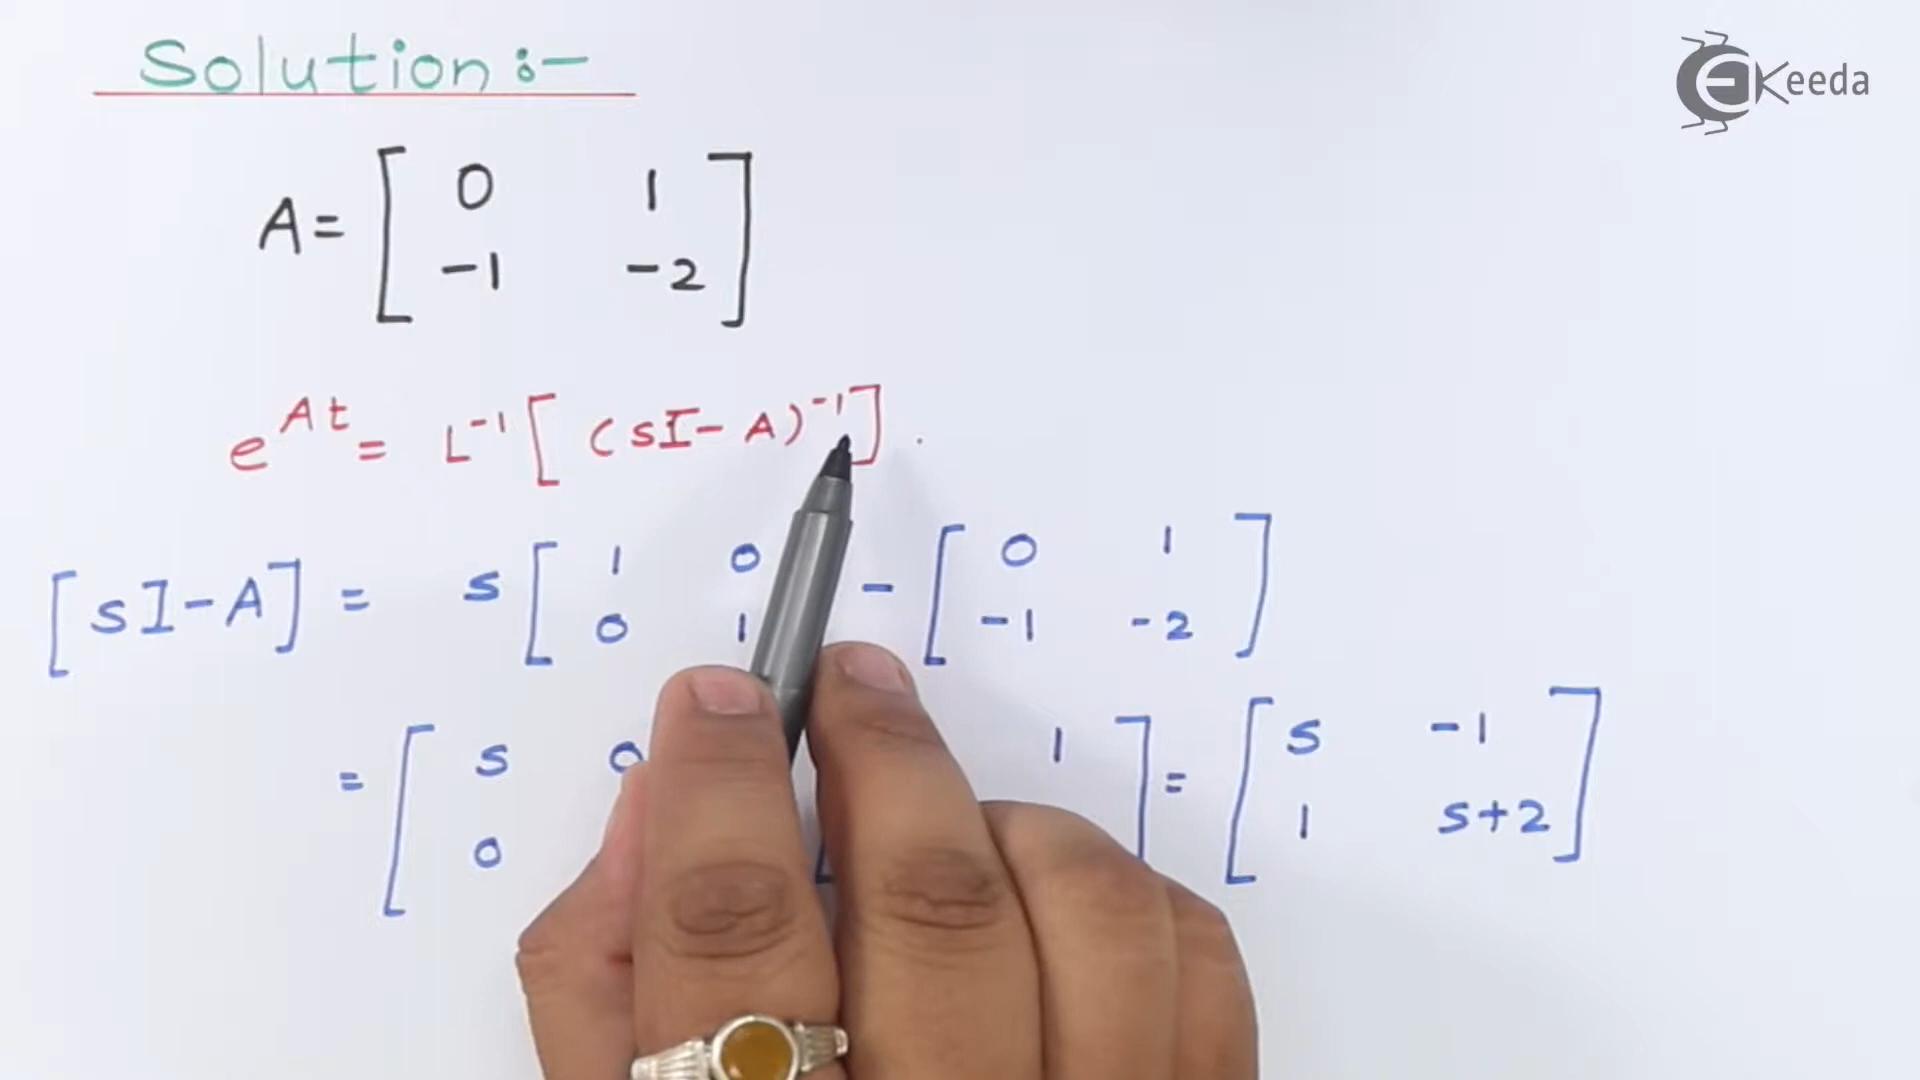 Solution :-
EKeeda
A = [ 0 1
-1 -2 ]
e^At = L^-1 [ (sI - A)^-1 ] .
[sI - A] = s [ 1 0 - [ 0 1 ]
0 1 -1 -2
= [ s 0 1 ] = [ s -1 ]
0 1 s+2